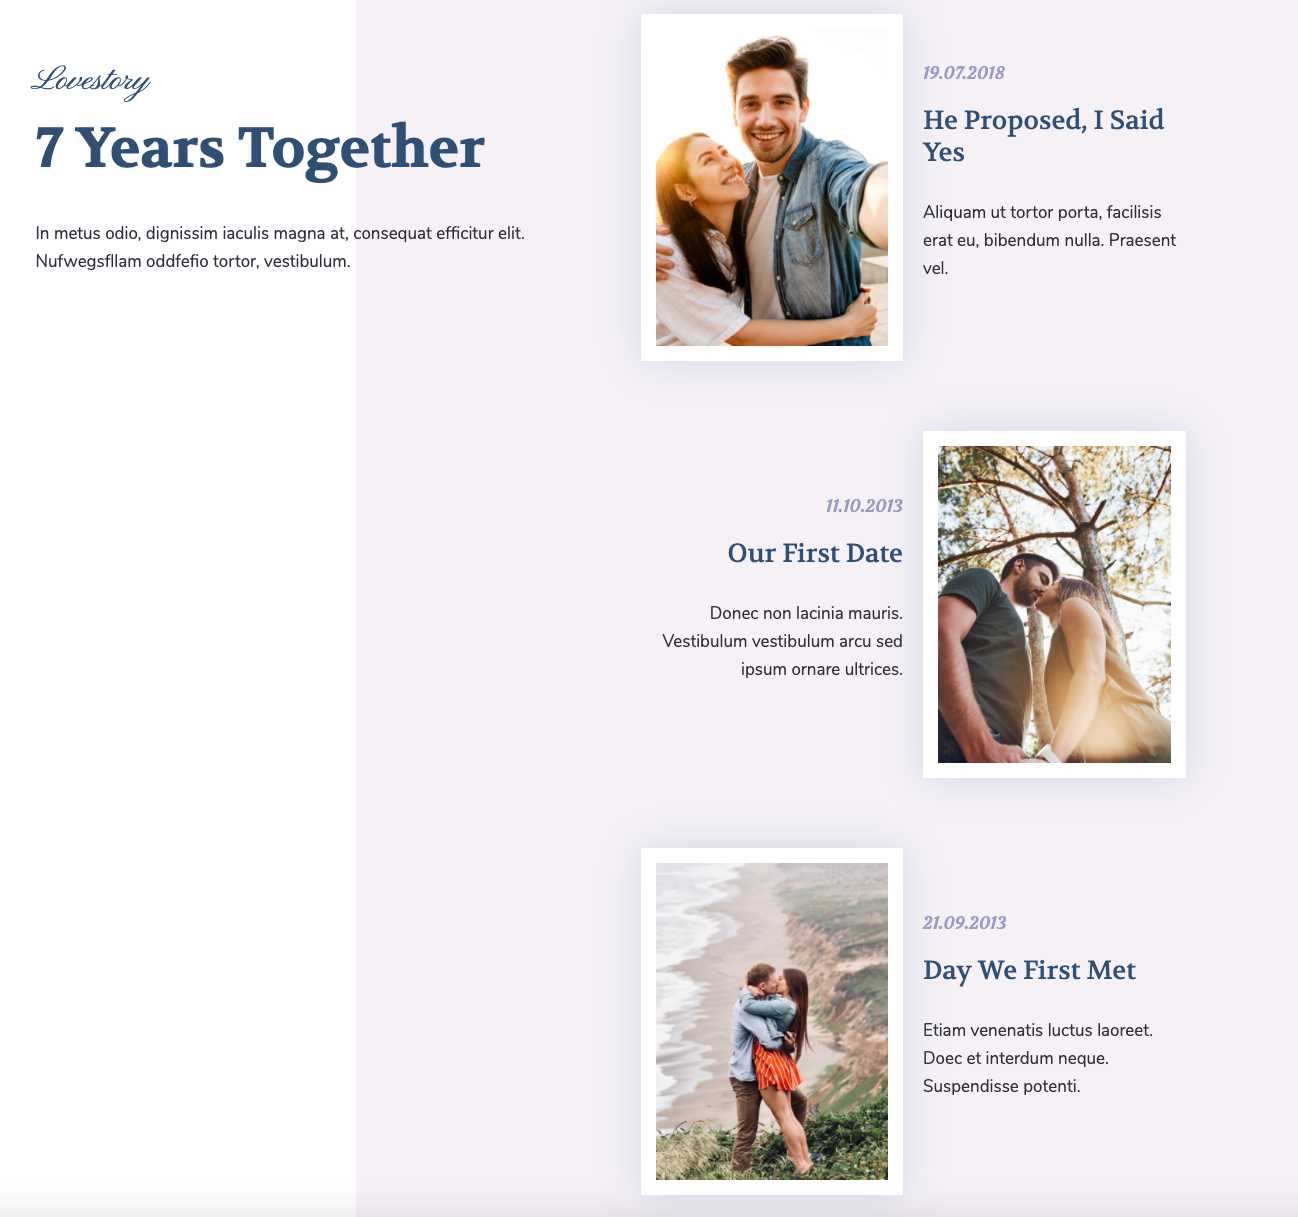 Lovestory
7 Years Together
In metus odio, dignissim iaculis magna at, consequat efficitur elit.
Nufwegsfllam oddfefio tortor, vestibulum.
19.07.2018
He Proposed, I Said
Yes
Aliquam ut tortor porta, facilisis
erat eu, bibendum nulla. Praesent
vel.
11.10.2013
Our First Date
Donec non lacinia mauris.
Vestibulum vestibulum arcu sed
ipsum ornare ultrices.
21.09.2013
Day We First Met
Etiam venenatis luctus laoreet.
Doec et interdum neque.
Suspendisse potenti.